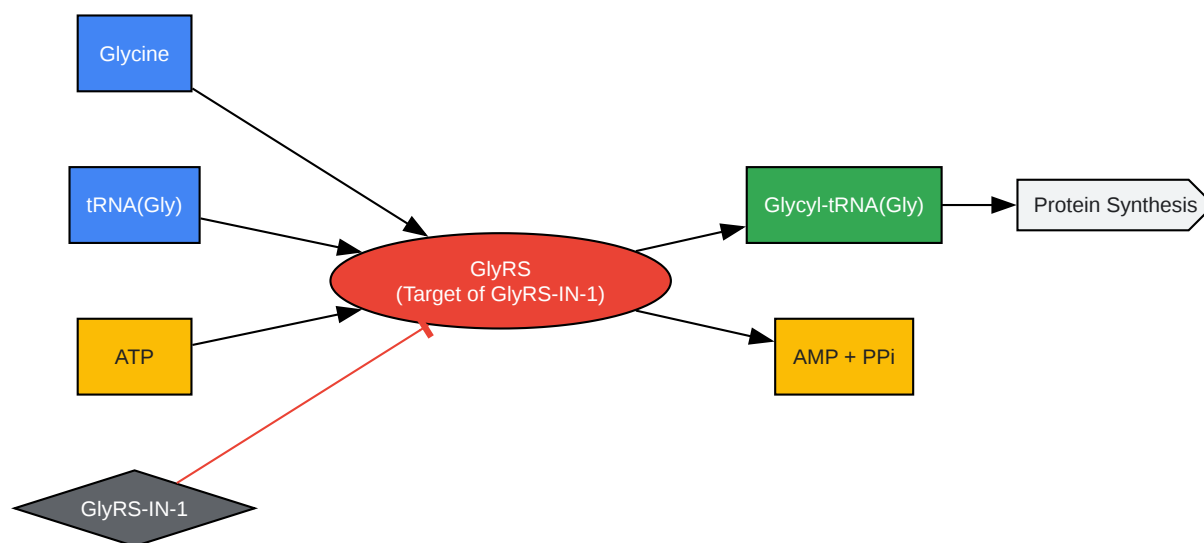 Glycine
tRNA(Gly)
ATP
GlyRS-IN-1
GlyRS
(Target of GlyRS-IN-1)
Glycyl-tRNA(Gly)
AMP + PPi
Protein Synthesis